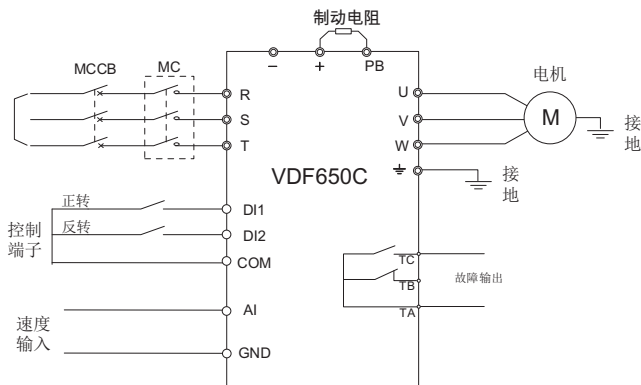 制动电阻
− + PB
MCCB MC
R
S
T
U
V
W
电机
M
接地
VDF650C
接地
控制端子
正转
反转
DI1
DI2
COM
TC
TB
TA
故障输出
速度输入
AI
GND